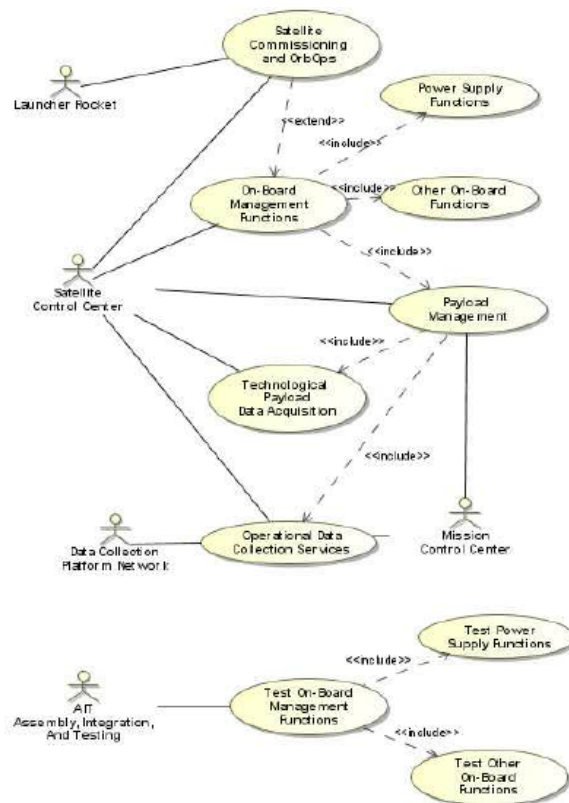 Satellite
Commissioning
and OrbOps
Launcher Rocket
Power Supply
Functions
<<extend>>
<<include>>
On-Board
Management
Functions
<<include>>
Other On-Board
Functions
<<include>>
Satellite
Control Center
Payload
Management
<<include>>
Technological
Payload
Data Acquisition
<<include>>
Operational Data
Collection Services
Data Collection
Platform Network
Mission
Control Center
Test Power
Supply Functions
<<include>>
AIT
Assembly, Integration,
And Testing
Test On-Board
Management
Functions
<<include>>
Test Other
On-Board Functions